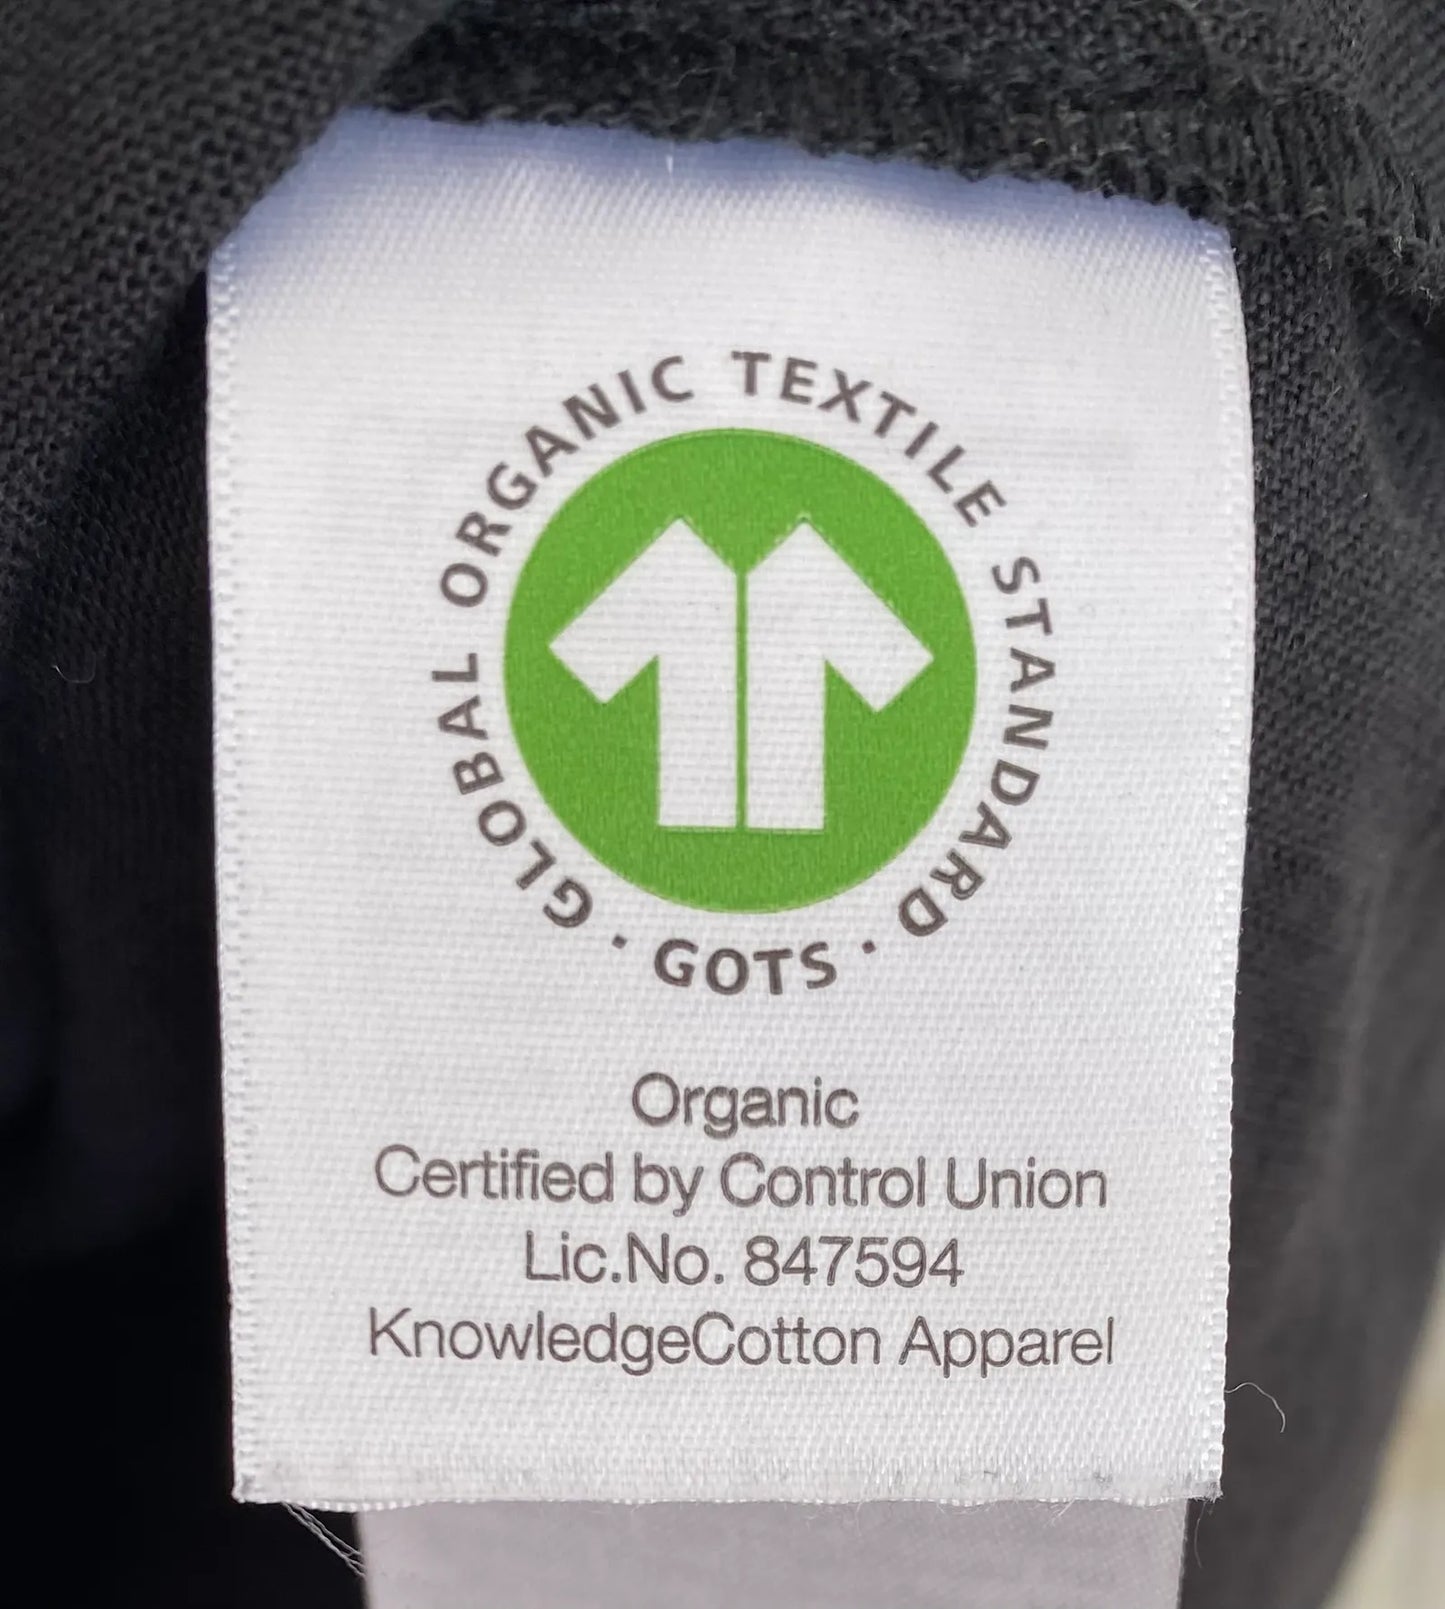 GLOBAL ORGANIC TEXTILE STANDARD
· GOTS ·
Organic
Certified by Control Union
Lic.No. 847594
KnowledgeCotton Apparel